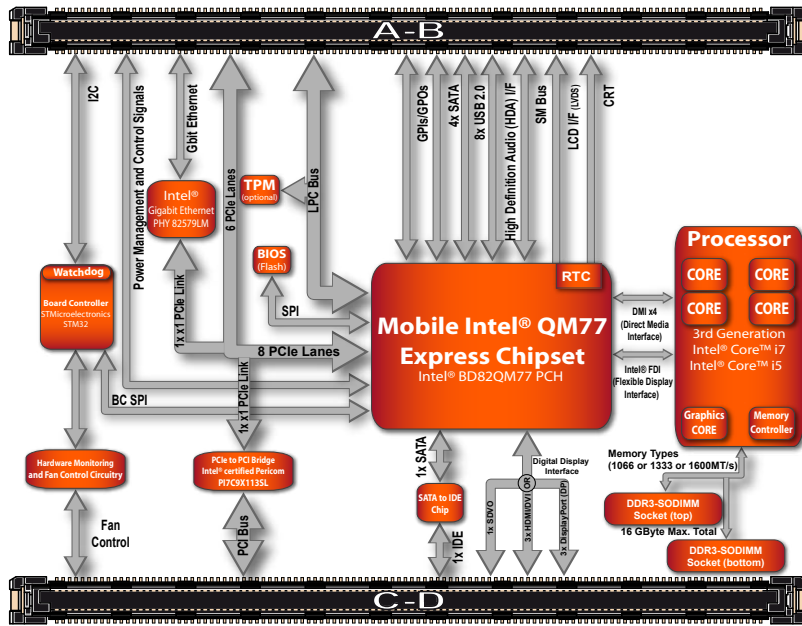 A-B
I2C
Power Management and Control Signals
Gbit Ethernet
6 PCIe Lanes
LPC Bus
GPIs/GPOs
4x SATA
8x USB 2.0
High Definition Audio (HDA) I/F
SM Bus
LCD I/F (LVDS)
CRT
TPM
(optional)
Intel®
Gigabit Ethernet
PHY 82579LM
BIOS
(Flash)
SPI
Watchdog
Board Controller
STMicroelectronics
STM32
1x x1 PCIe Link
8 PCIe Lanes
1x x1 PCIe Link
BC SPI
RTC
Mobile Intel® QM77
Express Chipset
Intel® BD82QM77 PCH
DMI x4
(Direct Media
Interface)
Intel® FDI
(Flexible Display
Interface)
Processor
CORE
CORE
CORE
CORE
3rd Generation
Intel® Core™ i7
Intel® Core™ i5
Graphics
CORE
Memory
Controller
Hardware Monitoring
and Fan Control Circuitry
Fan
Control
PCIe to PCI Bridge
Intel® certified Pericom
PI7C9X113SL
PCI Bus
1x SATA
SATA to IDE
Chip
1x IDE
Digital Display
Interface
OR
1x SDVO
3x HDMI/DVI
3x DisplayPort (DP)
Memory Types
(1066 or 1333 or 1600MT/s)
DDR3-SODIMM
Socket (top)
16 GByte Max. Total
DDR3-SODIMM
Socket (bottom)
C-D